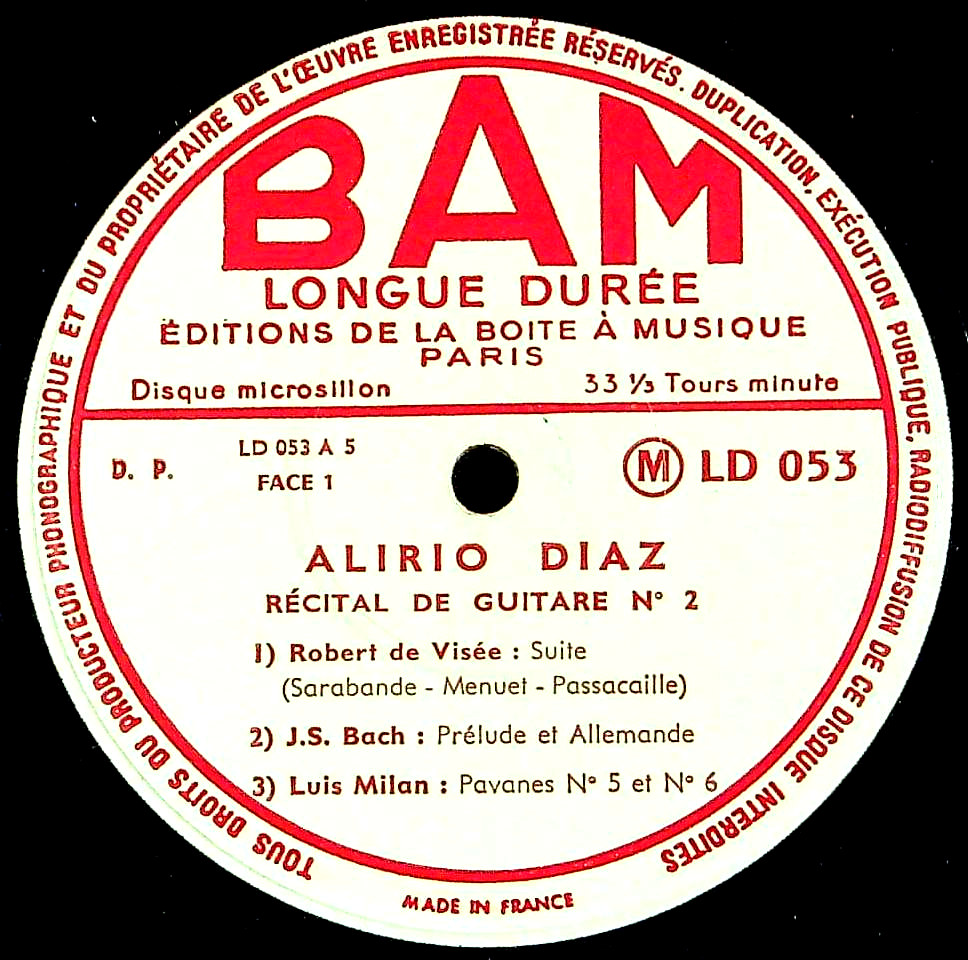 TOUS DROITS DU PRODUCTEUR PHONOGRAPHIQUE ET DU PROPRIÉTAIRE DE L'ŒUVRE ENREGISTRÉE RÉSERVÉS. DUPLICATION, EXÉCUTION PUBLIQUE, RADIODIFFUSION DE CE DISQUE INTERDITES
BAM
LONGUE DURÉE
ÉDITIONS DE LA BOITE À MUSIQUE
PARIS
Disque microsillon 33 ⅓ Tours minute
D. P. LD 053 A 5 Ⓜ LD 053
FACE 1
ALIRIO DIAZ
RÉCITAL DE GUITARE N° 2
1) Robert de Visée : Suite
(Sarabande - Menuet - Passacaille)
2) J.S. Bach : Prélude et Allemande
3) Luis Milan : Pavanes N° 5 et N° 6
MADE IN FRANCE